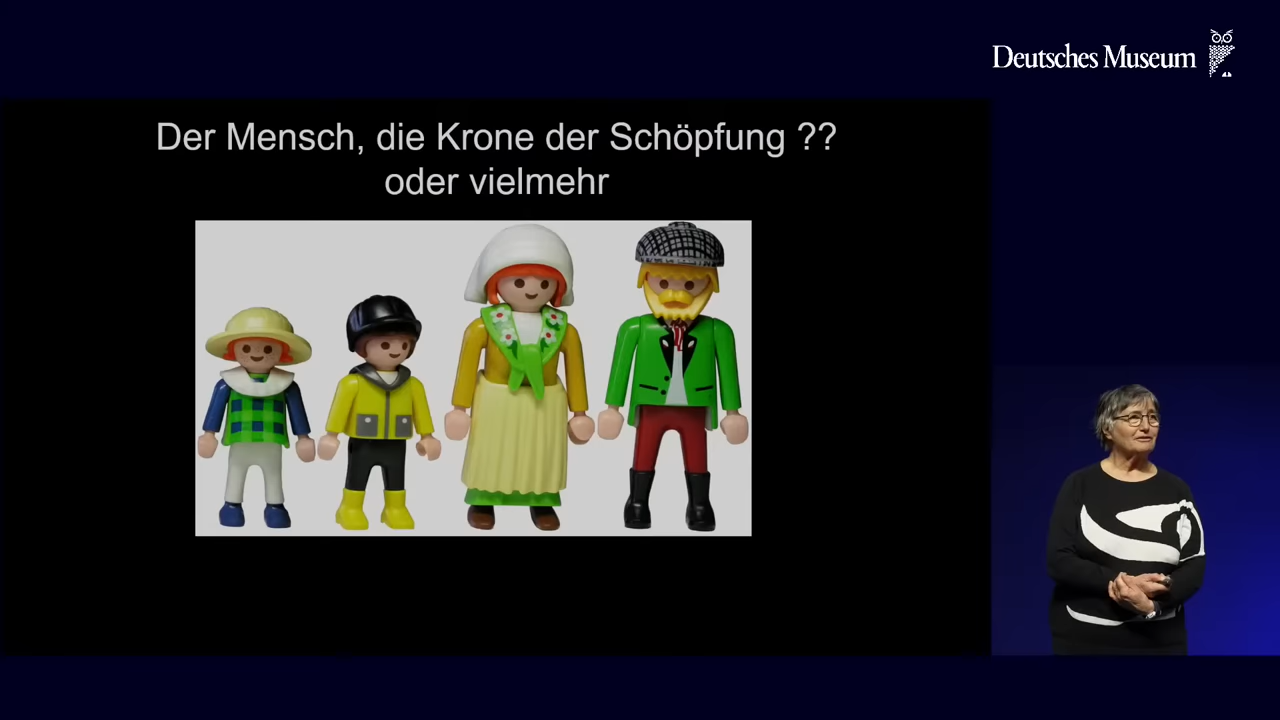 Deutsches Museum
Der Mensch, die Krone der Schöpfung ??
oder vielmehr